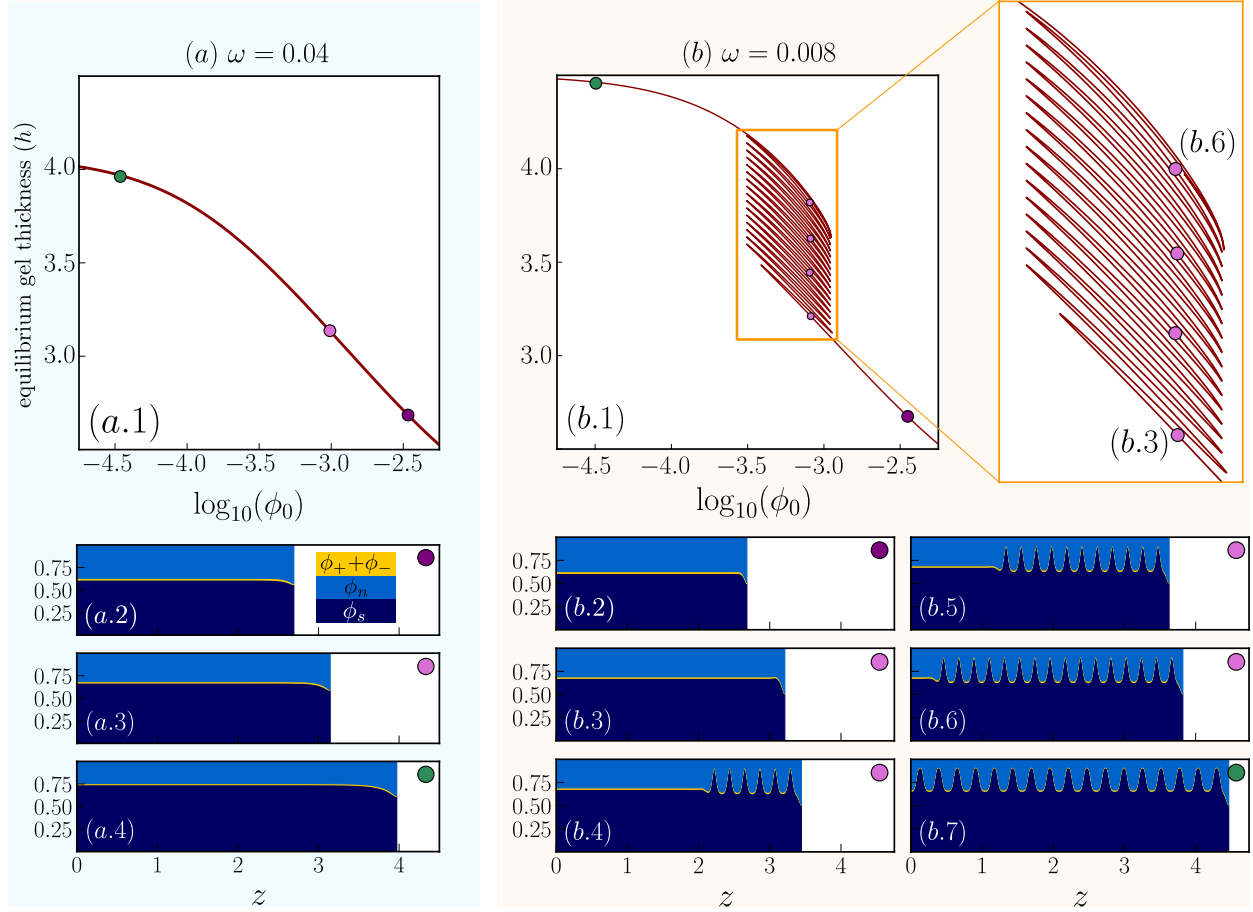 (a) ω = 0.04
(b) ω = 0.008
equilibrium gel thickness (h)
4.0
3.5
3.0
(a.1)
−4.5 −4.0 −3.5 −3.0 −2.5
log₁₀(ϕ₀)
4.0
3.5
3.0
(b.1)
−4.5 −4.0 −3.5 −3.0 −2.5
log₁₀(ϕ₀)
(b.6)
(b.3)
0.75
0.50
0.25
(a.2)
ϕ₊+ϕ₋
ϕₙ
ϕₛ
0.75
0.50
0.25
(a.3)
0.75
0.50
0.25
(a.4)
0 1 2 3 4
z
0.75
0.50
0.25
(b.2)
0.75
0.50
0.25
(b.3)
0.75
0.50
0.25
(b.4)
0 1 2 3 4
z
(b.5)
(b.6)
(b.7)
0 1 2 3 4
z